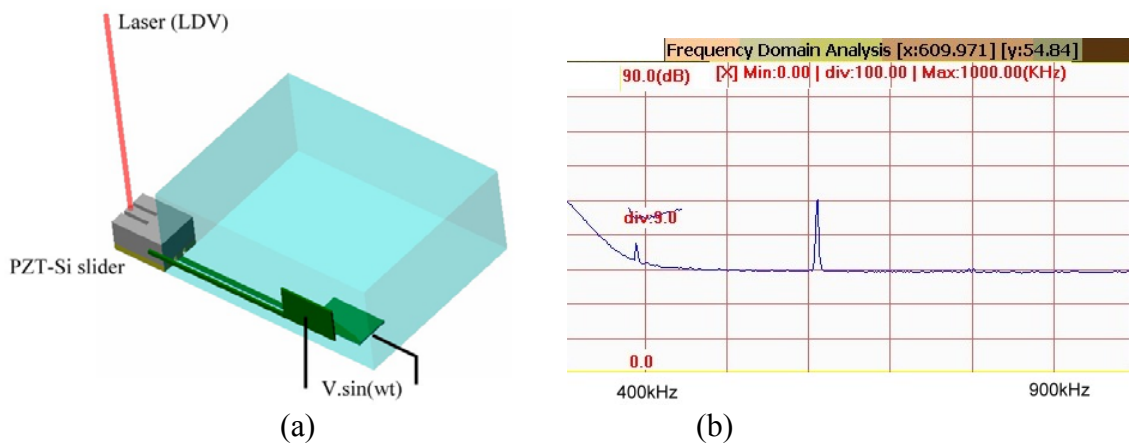 Laser (LDV)
PZT-Si slider
V.sin(wt)
(a)
Frequency Domain Analysis [x:609.971] [y:54.84]
90.0(dB) [X] Min:0.00 | div:100.00 | Max:1000.00(KHz)
div:9.0
0.0
400kHz 900kHz
(b)